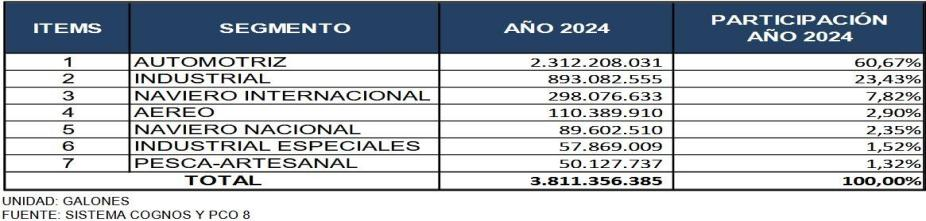 ITEMS SEGMENTO AÑO 2024 PARTICIPACIÓN AÑO 2024
1 AUTOMOTRIZ 2.312.208.031 60,67%
2 INDUSTRIAL 893.082.555 23,43%
3 NAVIERO INTERNACIONAL 298.076.633 7,82%
4 AEREO 110.389.910 2,90%
5 NAVIERO NACIONAL 89.602.510 2,35%
6 INDUSTRIAL ESPECIALES 57.869.009 1,52%
7 PESCA-ARTESANAL 50.127.737 1,32%
TOTAL 3.811.356.385 100,00%
UNIDAD: GALONES
FUENTE: SISTEMA COGNOS Y PCO 8